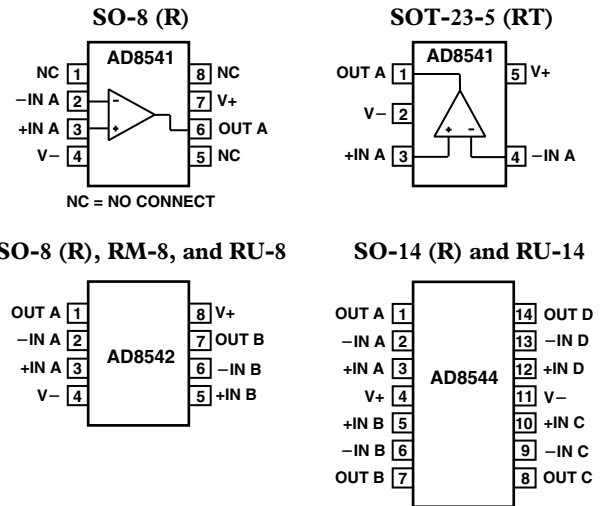 SO-8 (R)
AD8541
NC 1
−IN A 2
+IN A 3
V− 4
8 NC
7 V+
6 OUT A
5 NC
− 
+
NC = NO CONNECT
SOT-23-5 (RT)
AD8541
OUT A 1
V− 2
+IN A 3
5 V+
4 −IN A
+ −
SO-8 (R), RM-8, and RU-8
OUT A 1
−IN A 2
+IN A 3
V− 4
AD8542
8 V+
7 OUT B
6 −IN B
5 +IN B
SO-14 (R) and RU-14
OUT A 1
−IN A 2
+IN A 3
V+ 4
+IN B 5
−IN B 6
OUT B 7
AD8544
14 OUT D
13 −IN D
12 +IN D
11 V−
10 +IN C
9 −IN C
8 OUT C